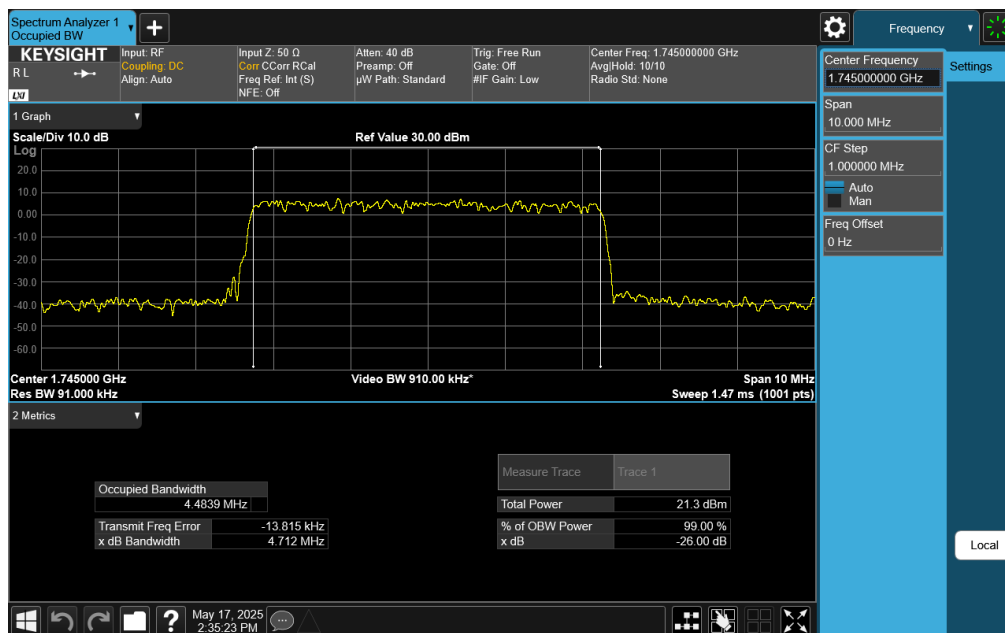 Spectrum Analyzer 1
Occupied BW
Frequency
KEYSIGHT
R L
LXI
Input: RF
Coupling: DC
Align: Auto
Input Z: 50 Ω
Corr CCorr RCal
Freq Ref: Int (S)
NFE: Off
Atten: 40 dB
Preamp: Off
µW Path: Standard
Trig: Free Run
Gate: Off
#IF Gain: Low
Center Freq: 1.745000000 GHz
Avg|Hold: 10/10
Radio Std: None
Center Frequency
1.745000000 GHz
Settings
Span
10.000 MHz
CF Step
1.000000 MHz
Auto
Man
Freq Offset
0 Hz
Local
1 Graph
Scale/Div 10.0 dB
Ref Value 30.00 dBm
Log
20.0
10.0
0.00
-10.0
-20.0
-30.0
-40.0
-50.0
-60.0
Center 1.745000 GHz
Video BW 910.00 kHz*
Span 10 MHz
Res BW 91.000 kHz
Sweep 1.47 ms (1001 pts)
2 Metrics
Measure Trace
Trace 1
Occupied Bandwidth
4.4839 MHz
Total Power
21.3 dBm
Transmit Freq Error
-13.815 kHz
% of OBW Power
99.00 %
x dB Bandwidth
4.712 MHz
x dB
-26.00 dB
?
May 17, 2025
2:35:23 PM